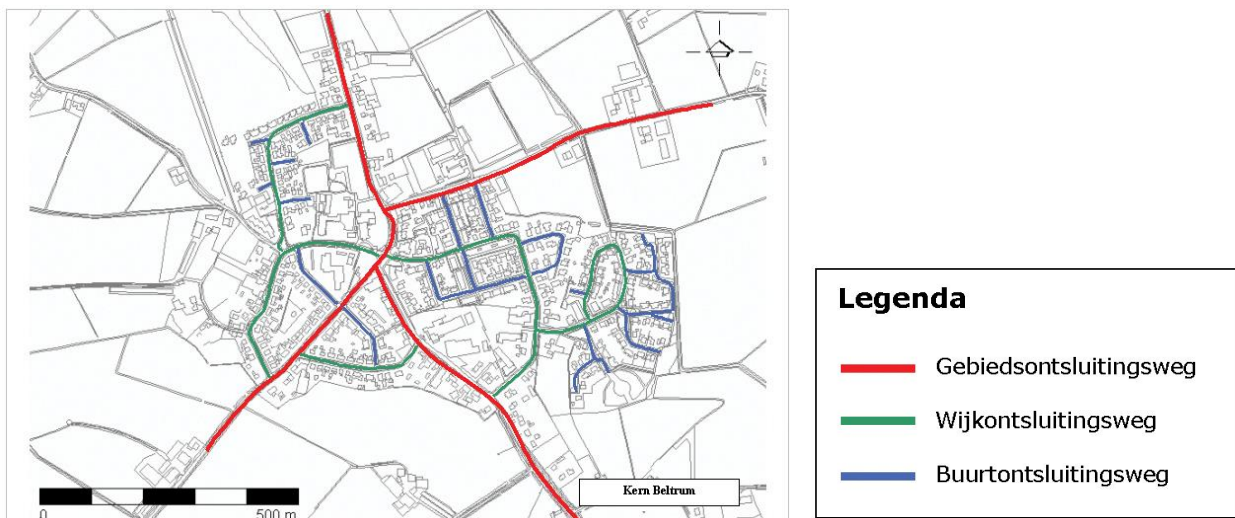 0
500 m
Kern Beltrum
Legenda
Gebiedsontsluitingsweg
Wijkontsluitingsweg
Buurtontsluitingsweg